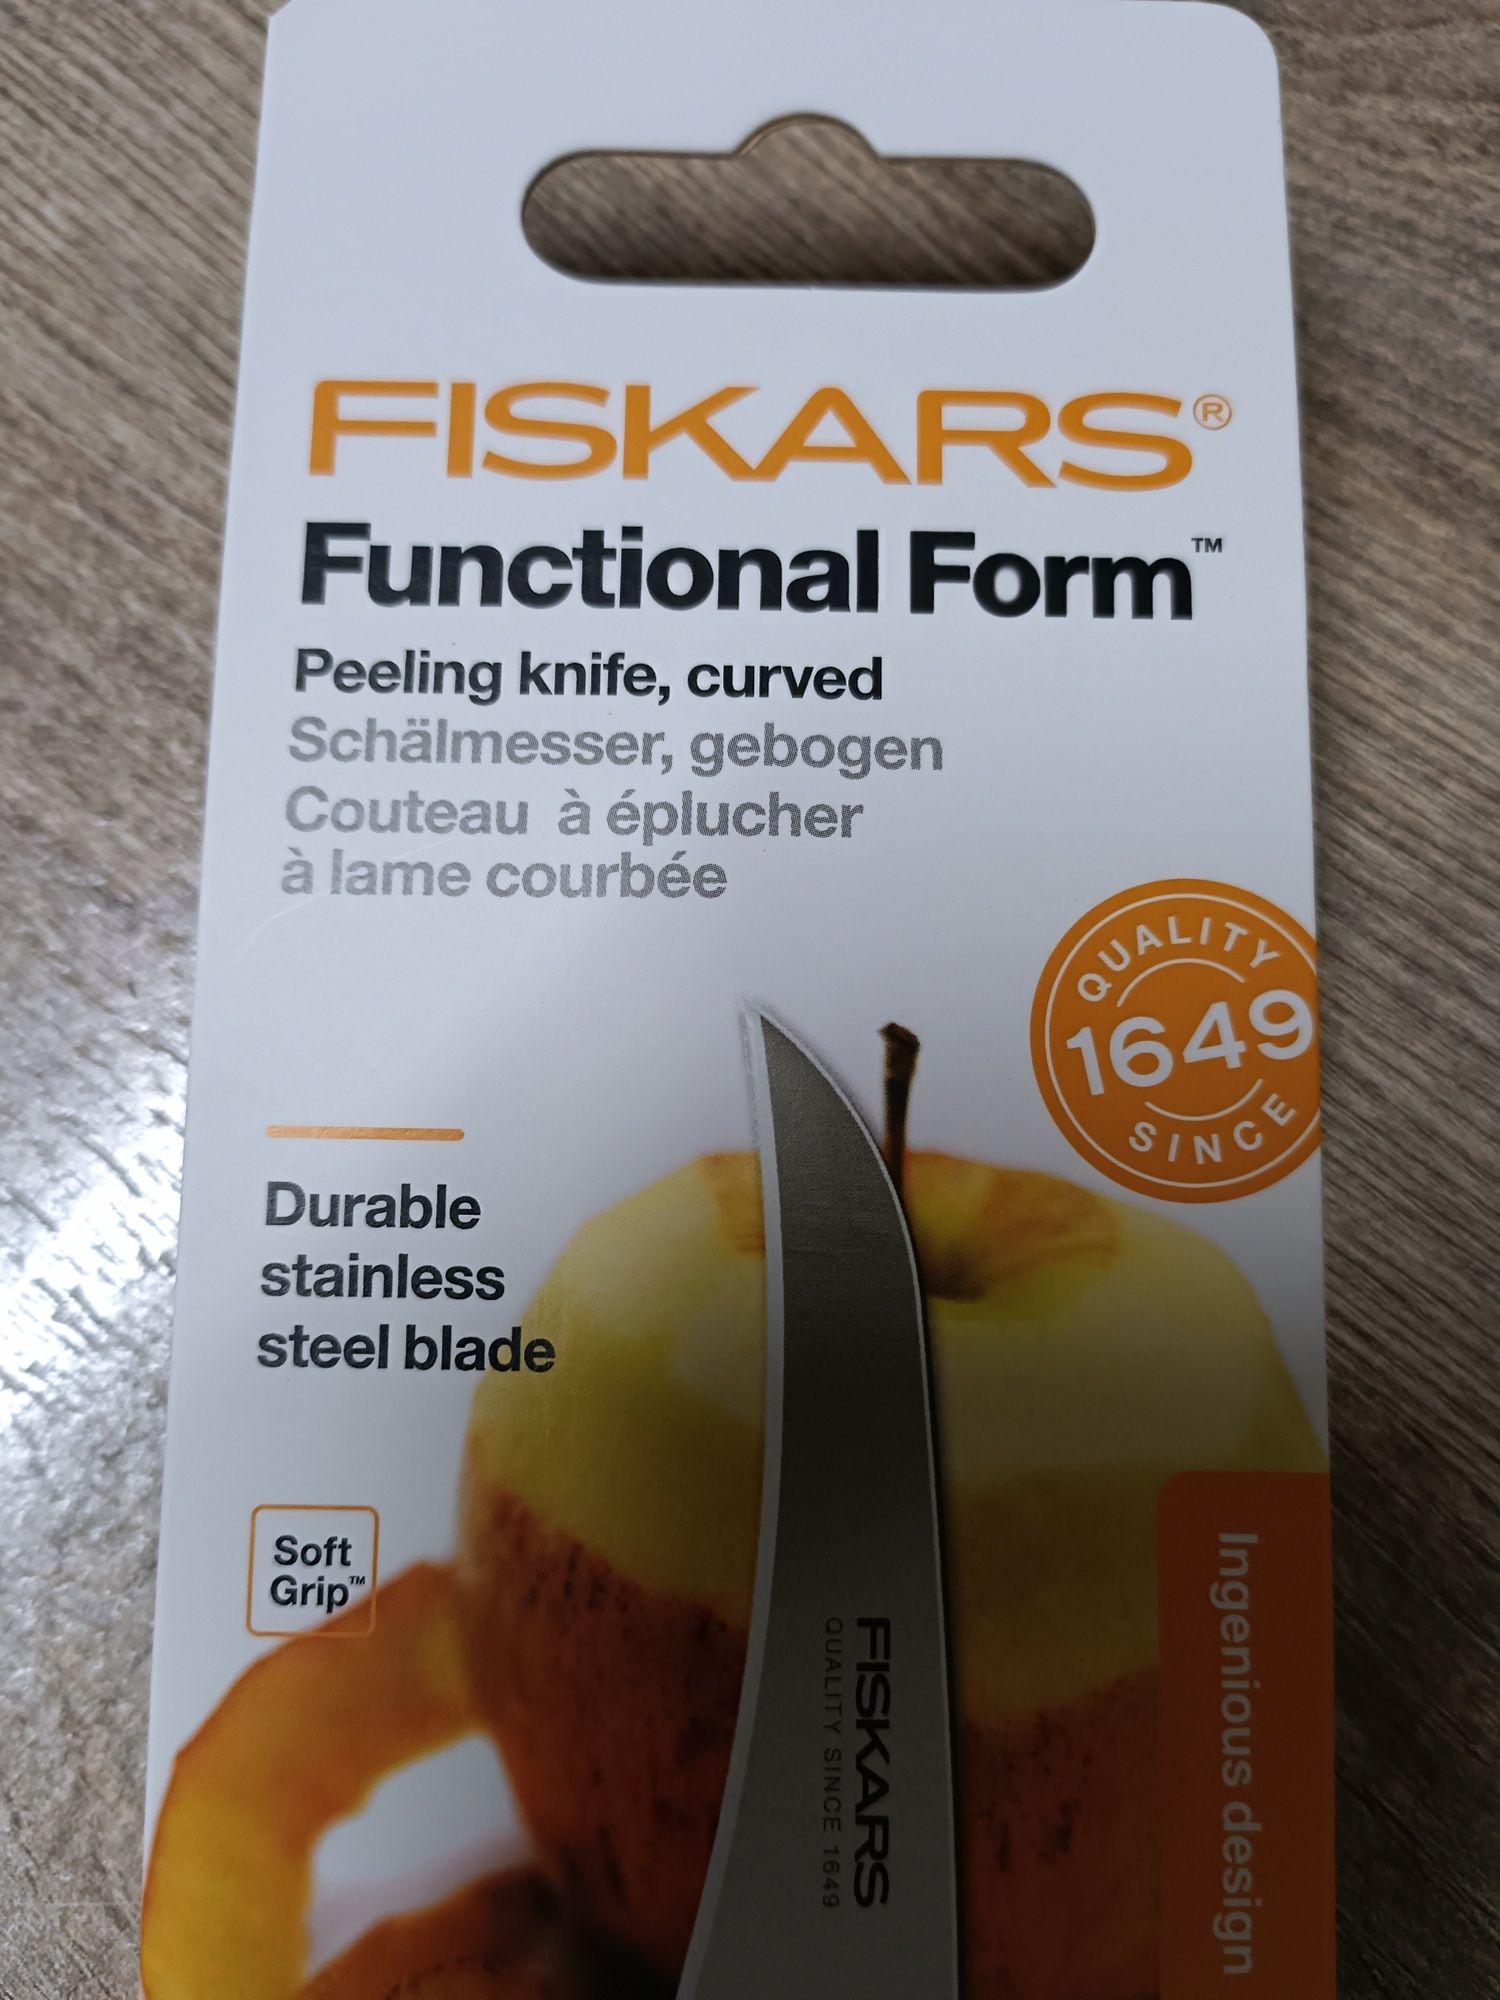 FISKARS®
Functional Form™
Peeling knife, curved
Schälmesser, gebogen
Couteau à éplucher
à lame courbée
QUALITY
1649
SINCE
Durable
stainless
steel blade
Soft
Grip™
FISKARS
QUALITY SINCE 1649
Ingenious design